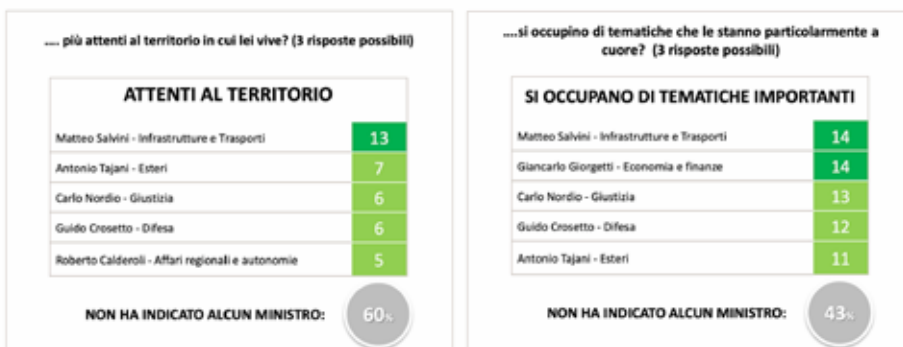 .... più attenti al territorio in cui lei vive? (3 risposte possibili)
ATTENTI AL TERRITORIO
Matteo Salvini - Infrastrutture e Trasporti 13
Antonio Tajani - Esteri 7
Carlo Nordio - Giustizia 6
Guido Crosetto - Difesa 6
Roberto Calderoli - Affari regionali e autonomie 5
NON HA INDICATO ALCUN MINISTRO: 60%
....si occupino di tematiche che le stanno particolarmente a
cuore? (3 risposte possibili)
SI OCCUPANO DI TEMATICHE IMPORTANTI
Matteo Salvini - Infrastrutture e Trasporti 14
Giancarlo Giorgetti - Economia e finanze 14
Carlo Nordio - Giustizia 13
Guido Crosetto - Difesa 12
Antonio Tajani - Esteri 11
NON HA INDICATO ALCUN MINISTRO: 43%